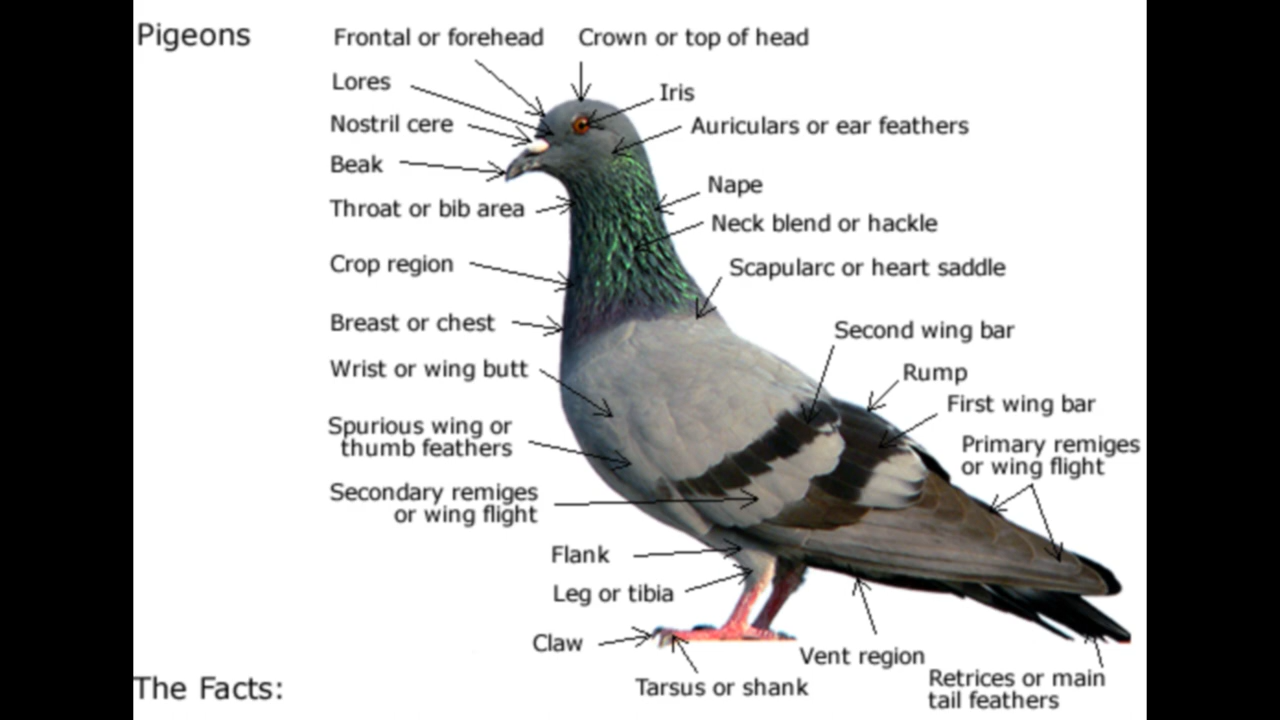 Pigeons
Frontal or forehead
Crown or top of head
Lores
Iris
Nostril cere
Auriculars or ear feathers
Beak
Nape
Throat or bib area
Neck blend or hackle
Crop region
Scapularc or heart saddle
Breast or chest
Second wing bar
Wrist or wing butt
Rump
First wing bar
Spurious wing or
thumb feathers
Primary remiges
or wing flight
Secondary remiges
or wing flight
Flank
Leg or tibia
Claw
Vent region
Tarsus or shank
Retrices or main
tail feathers
The Facts: